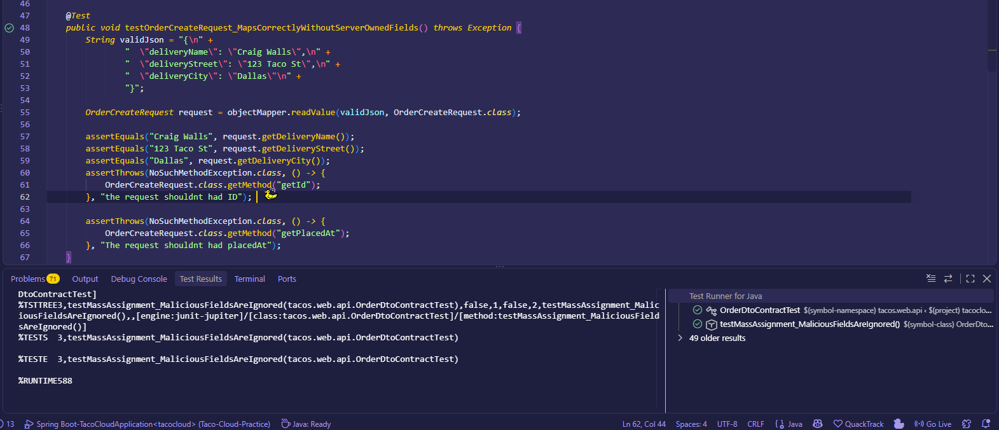 46
47 @Test
48 public void testOrderCreateRequest_MapsCorrectlyWithoutServerOwnedFields() throws Exception {
49 String validJson = "{\n" +
50 "  \"deliveryName\": \"Craig Walls\",\n" +
51 "  \"deliveryStreet\": \"123 Taco St\",\n" +
52 "  \"deliveryCity\": \"Dallas\"\n" +
53 "}";
54
55 OrderCreateRequest request = objectMapper.readValue(validJson, OrderCreateRequest.class);
56
57 assertEquals("Craig Walls", request.getDeliveryName());
58 assertEquals("123 Taco St", request.getDeliveryStreet());
59 assertEquals("Dallas", request.getDeliveryCity());
60 assertThrows(NoSuchMethodException.class, () -> {
61 OrderCreateRequest.class.getMethod("getId");
62 }, "the request shouldnt had ID");
63
64 assertThrows(NoSuchMethodException.class, () -> {
65 OrderCreateRequest.class.getMethod("getPlacedAt");
66 }, "The request shouldnt had placedAt");
67 }
Problems 71 Output Debug Console Test Results Terminal Ports
DtoContractTest]
%TSTTREE3,testMassAssignment_MaliciousFieldsAreIgnored(tacos.web.api.OrderDtoContractTest),false,1,false,2,testMassAssignment_Malic
iousFieldsAreIgnored(),,[engine:junit-jupiter]/[class:tacos.web.api.OrderDtoContractTest]/[method:testMassAssignment_MaliciousField
sAreIgnored()]
%TESTS  3,testMassAssignment_MaliciousFieldsAreIgnored(tacos.web.api.OrderDtoContractTest)
%TESTE  3,testMassAssignment_MaliciousFieldsAreIgnored(tacos.web.api.OrderDtoContractTest)
%RUNTIME588
Test Runner for Java
OrderDtoContractTest $(symbol-namespace) tacos.web.api < $(project) tacoclo...
testMassAssignment_MaliciousFieldsAreIgnored() $(symbol-class) OrderDto...
49 older results
13 Spring Boot-TacoCloudApplication<tacocloud> (Taco-Cloud-Practice) Java: Ready Ln 62, Col 44 Spaces: 4 UTF-8 CRLF {} Java QuackTrack Go Live